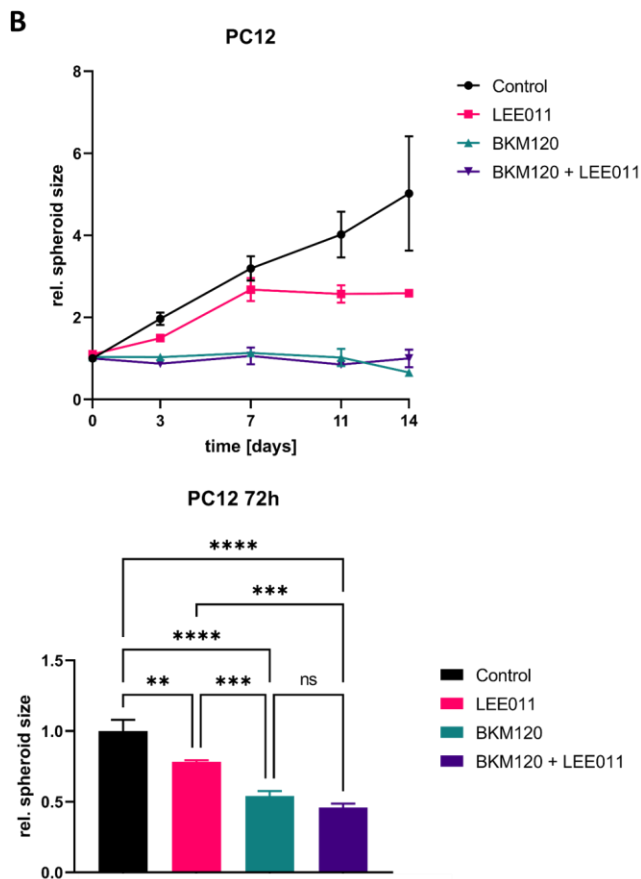 B
PC12
8
6
4
2
0
rel. spheroid size
0 3 7 11 14
time [days]
Control
LEE011
BKM120
BKM120 + LEE011
PC12 72h
****
***
****
** *** ns
1.5
1.0
0.5
0.0
rel. spheroid size
Control
LEE011
BKM120
BKM120 + LEE011